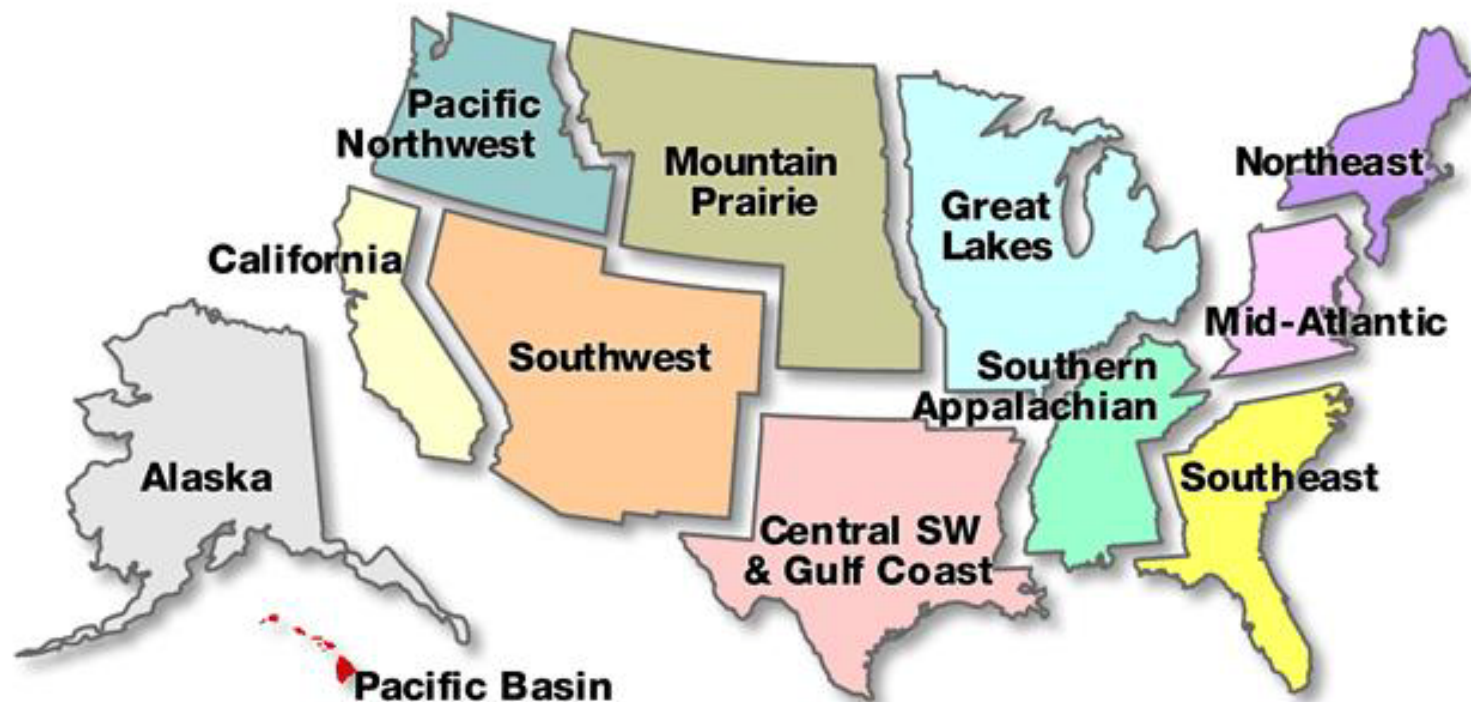 Pacific
Northwest
Mountain
Prairie
Great
Lakes
Northeast
California
Mid-Atlantic
Southwest
Southern
Appalachian
Alaska
Southeast
Central SW
& Gulf Coast
Pacific Basin